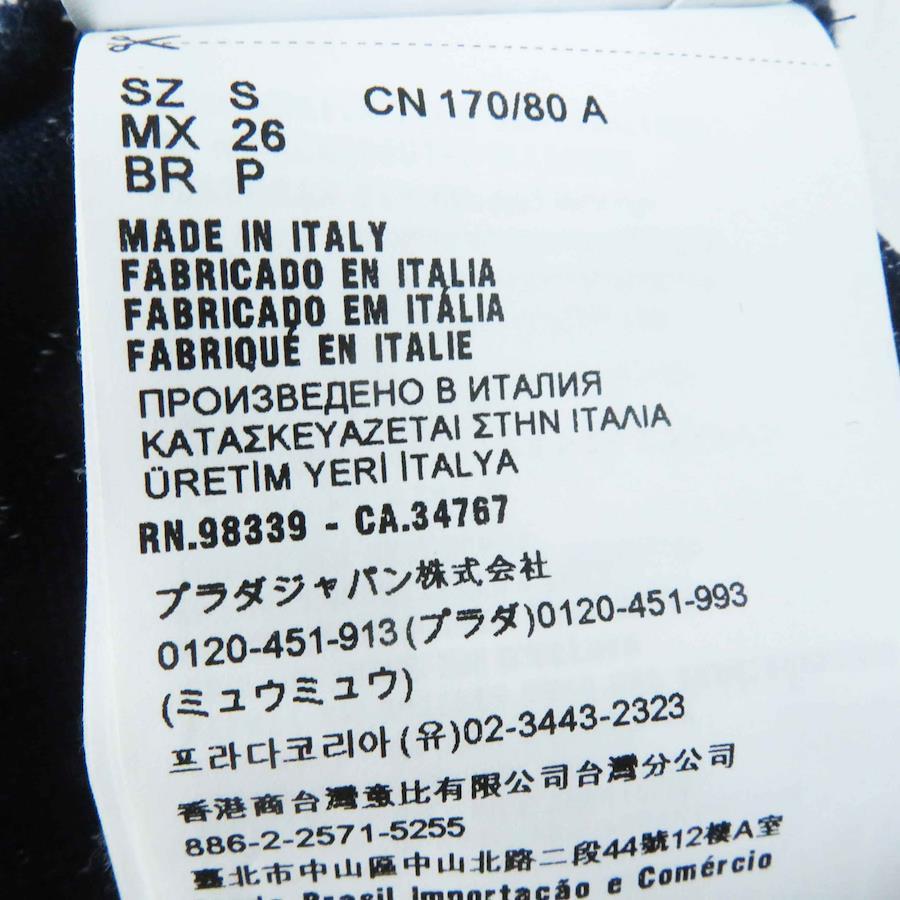 SZ S CN 170/80 A
MX 26
BR P
MADE IN ITALY
FABRICADO EN ITALIA
FABRICADO EM ITÁLIA
FABRIQUÉ EN ITALIE
ПРОИЗВЕДЕНО В ИТАЛИЯ
ΚΑΤΑΣΚΕΥΑΖΕΤΑΙ ΣΤΗΝ ΙΤΑΛΙΑ
ÜRETİM YERİ İTALYA
RN.98339 - CA.34767
プラダジャパン株式会社
0120-451-913(プラダ)0120-451-993
(ミュウミュウ)
프라다코리아(유)02-3443-2323
香港商台灣意比有限公司台灣分公司
886-2-2571-5255
臺北市中山區中山北路二段44號12樓A室
Brasil Importação e Comércio